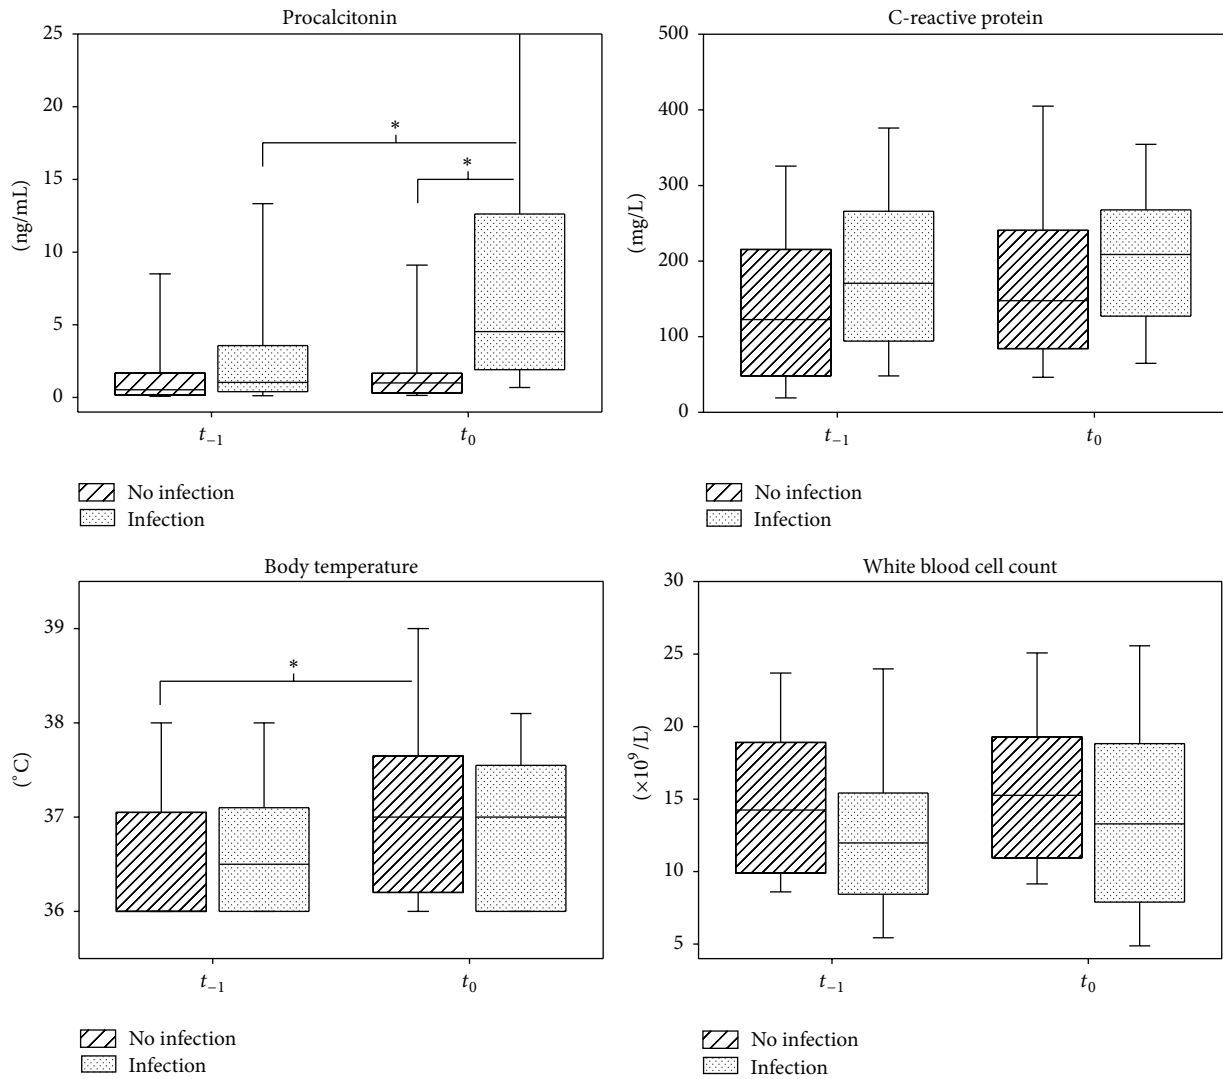 Procalcitonin
25
20
15
10
5
0
(ng/mL)
*
*
t₋₁
t₀
No infection
Infection
C-reactive protein
500
400
300
200
100
0
(mg/L)
t₋₁
t₀
No infection
Infection
Body temperature
39
38
37
36
(°C)
*
t₋₁
t₀
No infection
Infection
White blood cell count
30
25
20
15
10
5
(×10⁹/L)
t₋₁
t₀
No infection
Infection